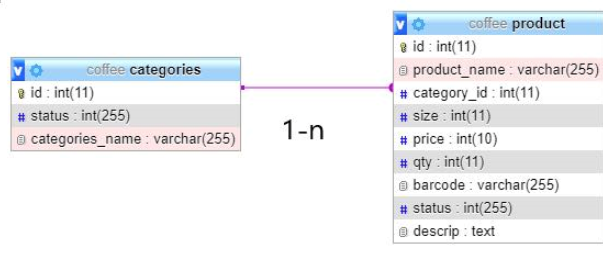 coffee categories
id : int(11)
# status : int(255)
categories_name : varchar(255)
1-n
coffee product
id : int(11)
product_name : varchar(255)
# category_id : int(11)
# size : int(11)
# price : int(10)
# qty : int(11)
barcode : varchar(255)
# status : int(255)
descrip : text